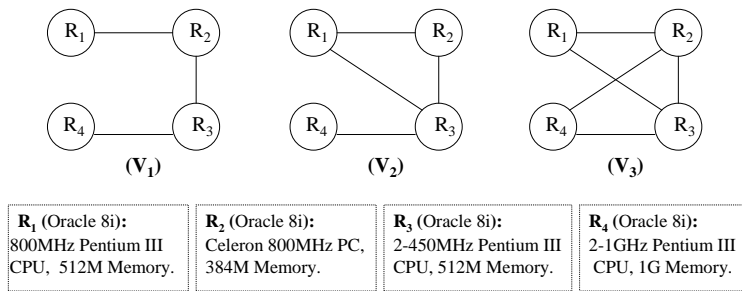 R1 R2 R1 R2 R1 R2
R4 R3 R4 R3 R4 R3
(V1) (V2) (V3)
R1 (Oracle 8i):
800MHz Pentium III
CPU, 512M Memory.
R2 (Oracle 8i):
Celeron 800MHz PC,
384M Memory.
R3 (Oracle 8i):
2-450MHz Pentium III
CPU, 512M Memory.
R4 (Oracle 8i):
2-1GHz Pentium III
CPU, 1G Memory.